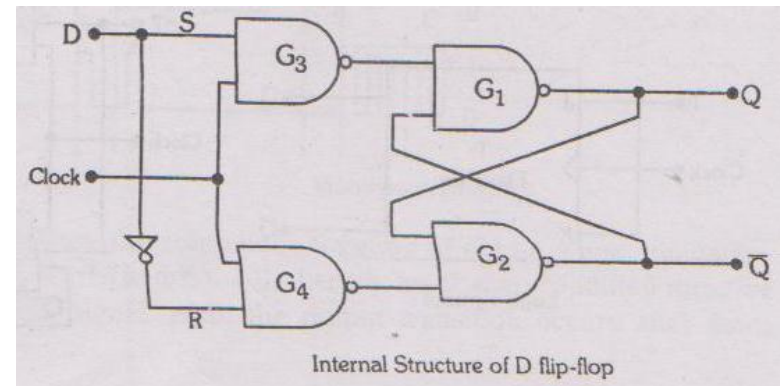 D
S
G₃
G₁
Q
Clock
G₄
G₂
Q̅
R
Internal Structure of D flip-flop